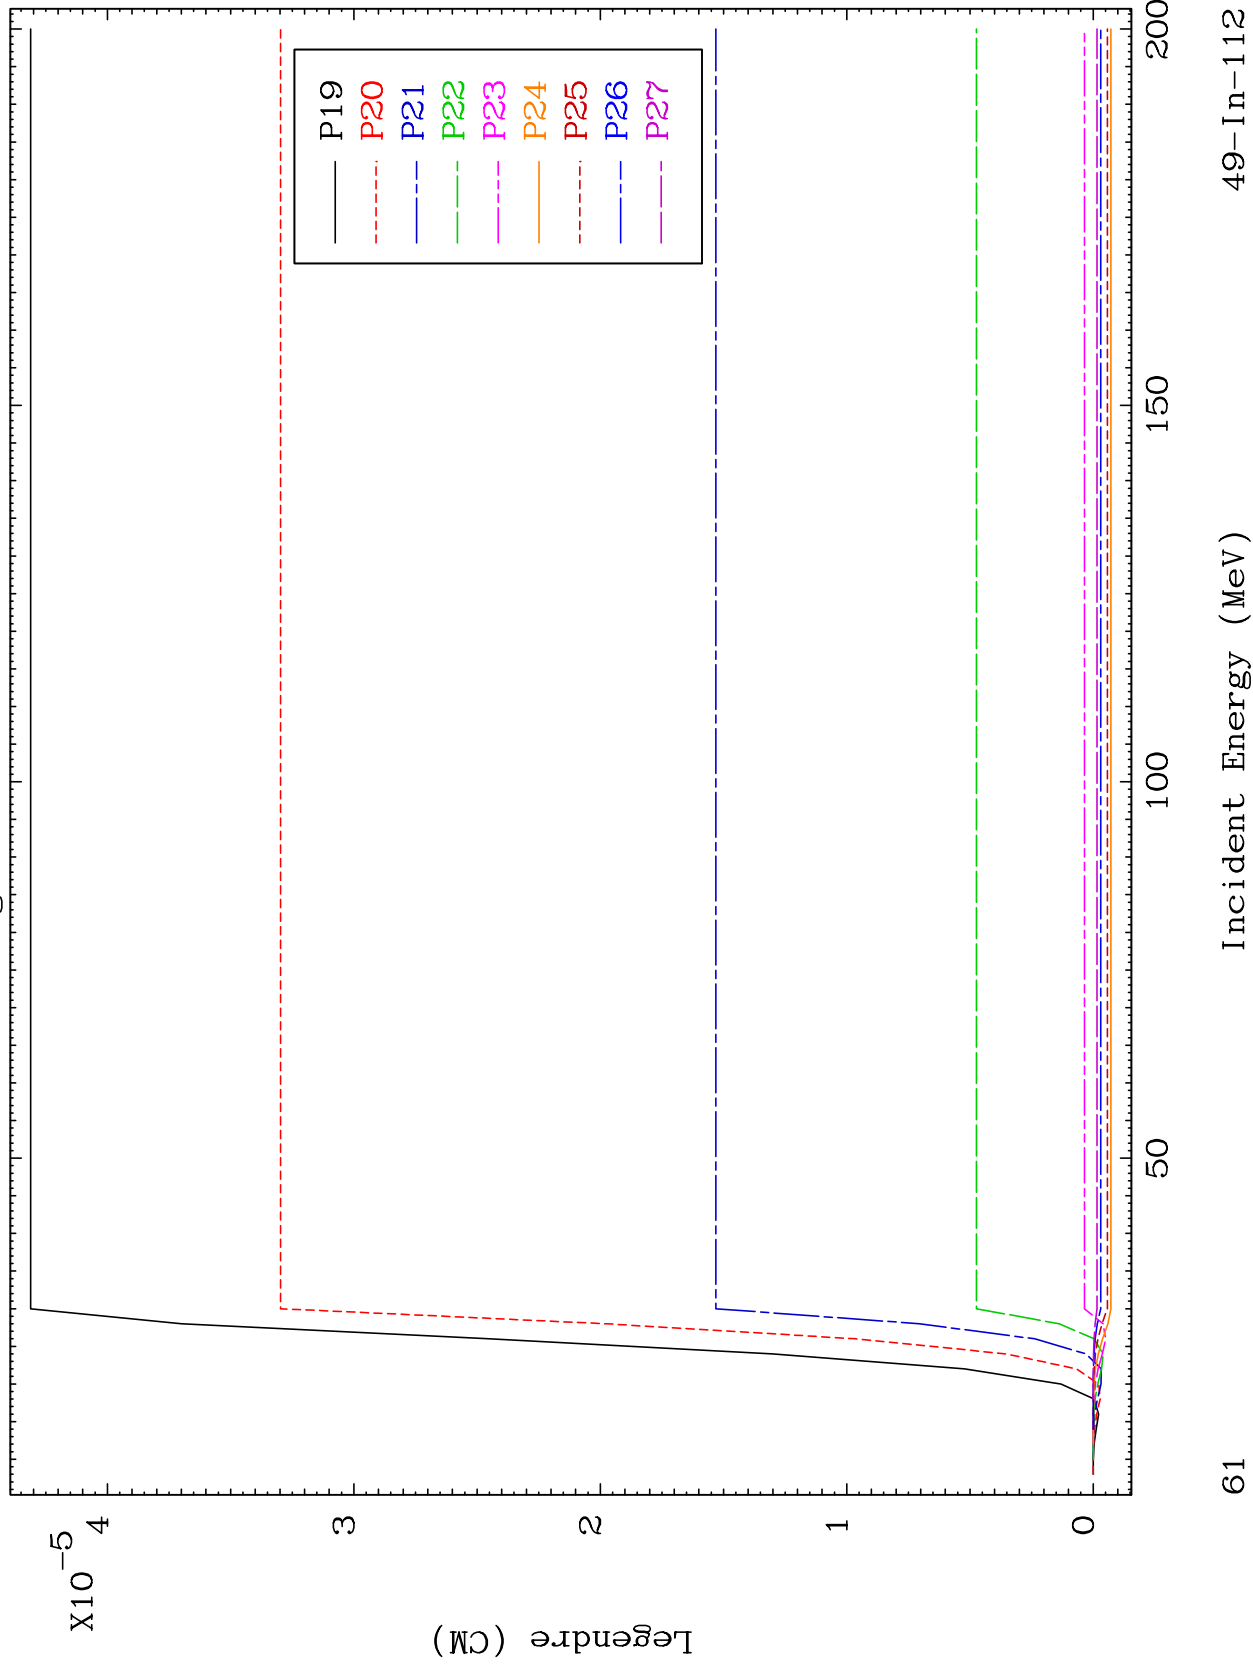 X10-5
4
3
2
1
0
Legendre (CM)
P19
P20
P21
P22
P23
P24
P25
P26
P27
50
100
150
200
Incident Energy (MeV)
61
49-In-112